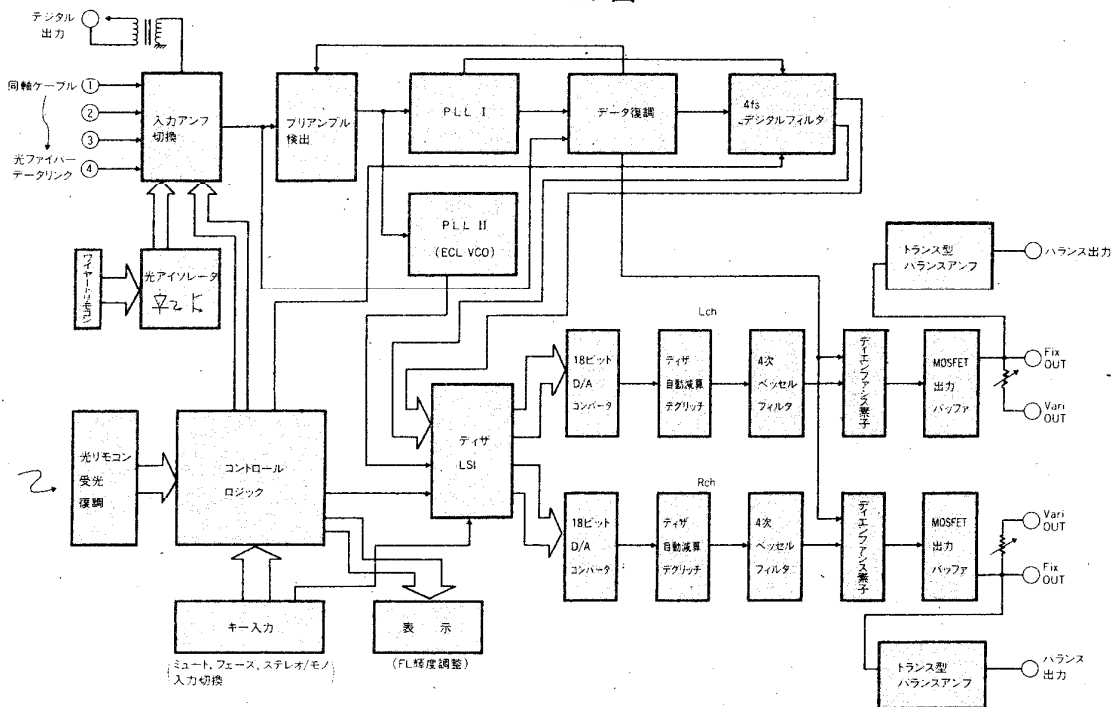 デジタル
出力
同軸ケーブル
①
②
③
④
光ファイバー
データリンク
入力アンプ
切換
プリアンブル
検出
PLL I
データ復調
4fs
デジタルフィルタ
PLL II
(ECL VCO)
ワイヤードリモコン
光アイソレータ
トランス型
バランスアンプ
バランス出力
Lch
18ビット
D/A
コンバータ
ディザ
自動減算
デグリッチ
4次
ベッセル
フィルタ
ディエンファシス素子
MOSFET
出力
バッファ
Fix
OUT
Vari
OUT
光リモコン
受光
復調
コントロール
ロジック
ディザ
LSI
Rch
18ビット
D/A
コンバータ
ディザ
自動減算
デグリッチ
4次
ベッセル
フィルタ
ディエンファシス素子
MOSFET
出力
バッファ
Vari
OUT
Fix
OUT
キー入力
(ミュート,フェーズ,ステレオ/モノ)
入力切換
表 示
(FL輝度調整)
トランス型
バランスアンプ
バランス
出力